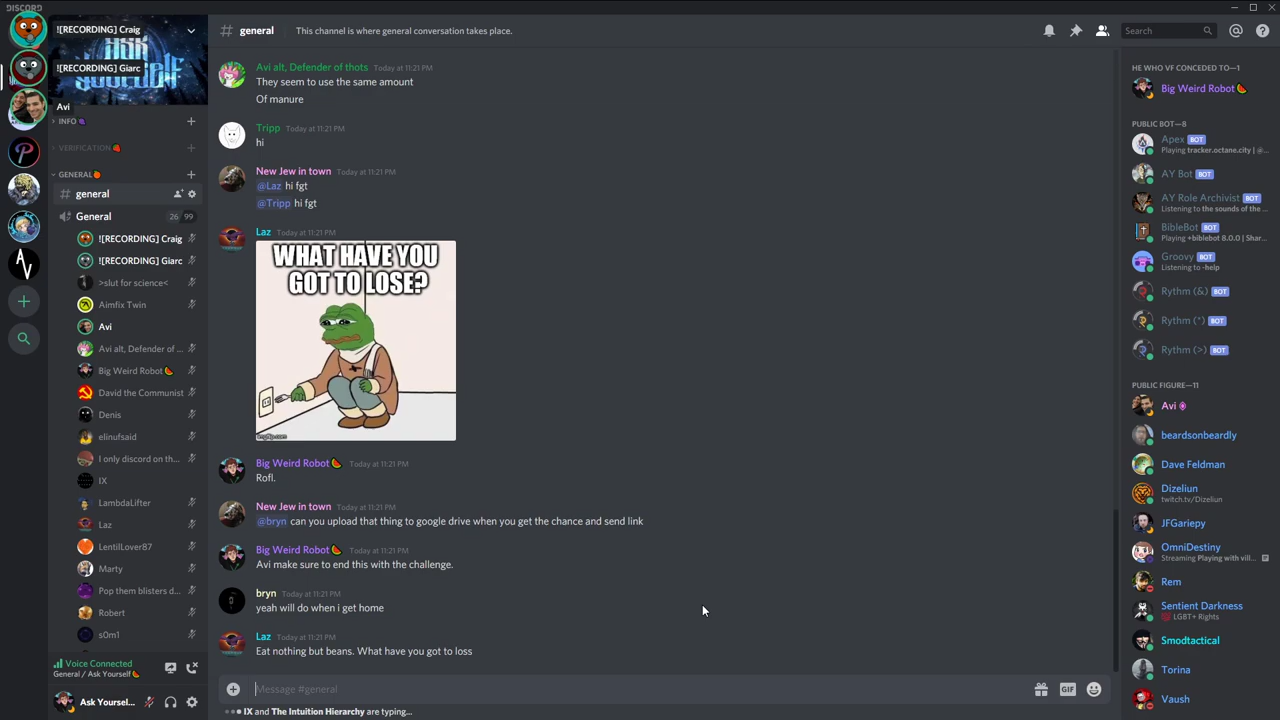 DISCORD
![RECORDING] Craig
ASK
YOURSELF
![RECORDING] Giarc
Avi
INFO
VERIFICATION
GENERAL
general
General
26 99
![RECORDING] Craig
![RECORDING] Giarc
>slut for science<
Aimfix Twin
Avi
Avi alt, Defender of ...
Big Weird Robot
David the Communist
Denis
elinufsaid
I only discord on th...
IX
LambdaLifter
Laz
LentilLover87
Marty
Pop them blisters d...
Robert
s0m1
Voice Connected
General / Ask Yourself
Ask Yoursel...
AV
# general
This channel is where general conversation takes place.
Search
Avi alt, Defender of thots Today at 11:21 PM
They seem to use the same amount
Of manure
Tripp Today at 11:21 PM
hi
New Jew in town Today at 11:21 PM
@Laz hi fgt
@Tripp hi fgt
Laz Today at 11:21 PM
WHAT HAVE YOU
GOT TO LOSE?
imgflip.com
Big Weird Robot Today at 11:21 PM
Rofl.
New Jew in town Today at 11:21 PM
@bryn can you upload that thing to google drive when you get the chance and send link
Big Weird Robot Today at 11:21 PM
Avi make sure to end this with the challenge.
bryn Today at 11:21 PM
yeah will do when i get home
Laz Today at 11:21 PM
Eat nothing but beans. What have you got to loss
Message #general
GIF
IX and The Intuition Hierarchy are typing...
HE WHO VF CONCEDED TO—1
Big Weird Robot
PUBLIC BOT—8
Apex BOT
Playing tracker.octane.city | @...
AY Bot BOT
AY Role Archivist BOT
Listening to the sounds of the ...
BibleBot BOT
Playing +biblebot 8.0.0 | Shar...
Groovy BOT
Listening to -help
Rythm (&) BOT
Rythm (*) BOT
Rythm (>) BOT
PUBLIC FIGURE—11
Avi
beardsonbeardly
Dave Feldman
Dizeliun
twitch.tv/Dizeliun
JFGariepy
OmniDestiny
Streaming Playing with vill...
Rem
Sentient Darkness
LGBT+ Rights
Smodtactical
Torina
Vaush